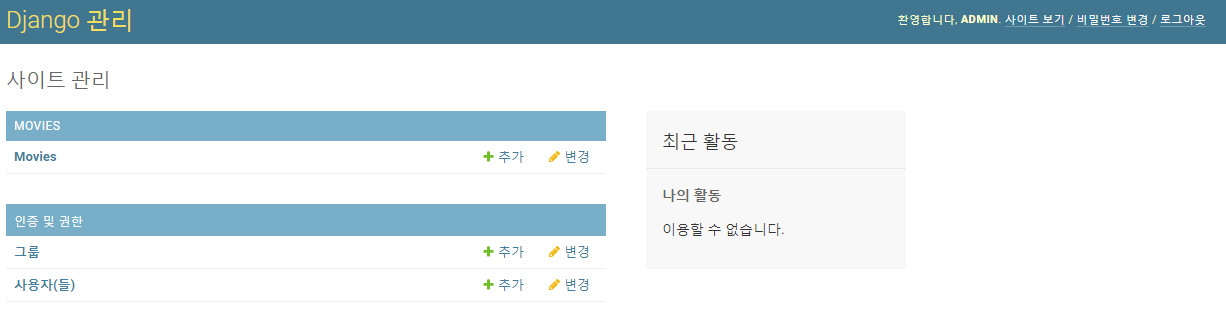 Django 관리
환영합니다, ADMIN. 사이트 보기 / 비밀번호 변경 / 로그아웃
사이트 관리
MOVIES
Movies 추가 변경
인증 및 권한
그룹 추가 변경
사용자(들) 추가 변경
최근 활동
나의 활동
이용할 수 없습니다.